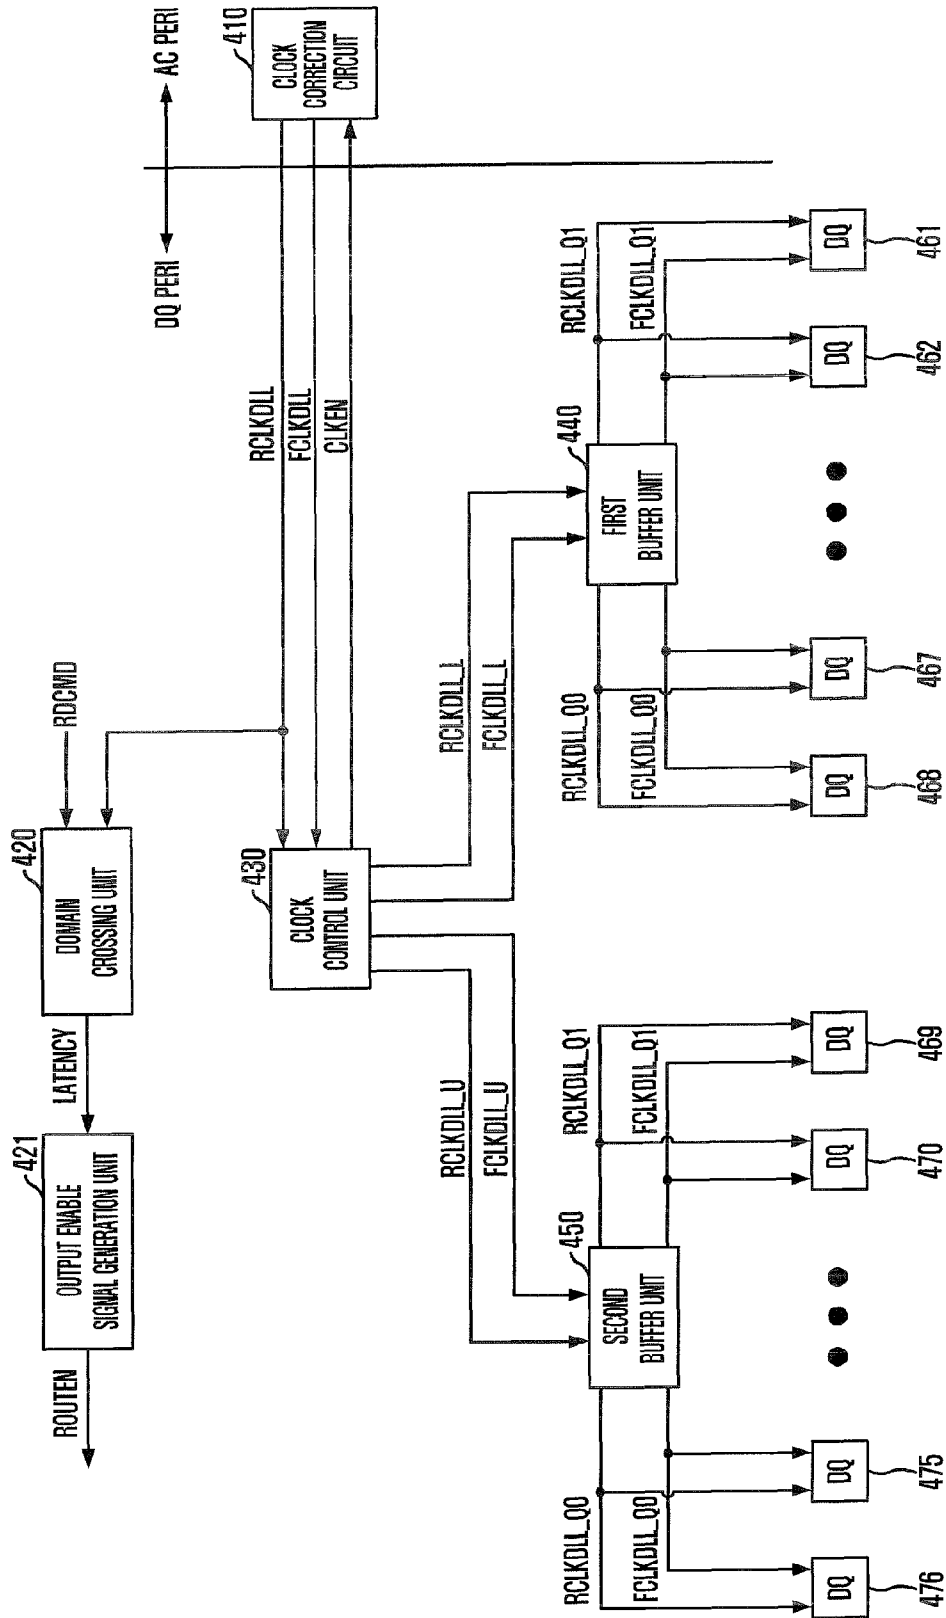 DQ PERI
AC PERI
410
CLOCK
CORRECTION
CIRCUIT
RCLKDLL
FCLKDLL
CLKEN
RDCMD
420
DOMAIN
CROSSING UNIT
LATENCY
421
OUTPUT ENABLE
SIGNAL GENERATION UNIT
ROUTEN
430
CLOCK
CONTROL UNIT
RCLKDLL_U
FCLKDLL_U
RCLKDLL_L
FCLKDLL_L
450
SECOND
BUFFER UNIT
RCLKDLL_Q0
FCLKDLL_Q0
RCLKDLL_Q1
FCLKDLL_Q1
440
FIRST
BUFFER UNIT
RCLKDLL_Q0
FCLKDLL_Q0
RCLKDLL_Q1
FCLKDLL_Q1
DQ
DQ
DQ
DQ
DQ
DQ
DQ
DQ
476
475
470
469
468
467
462
461